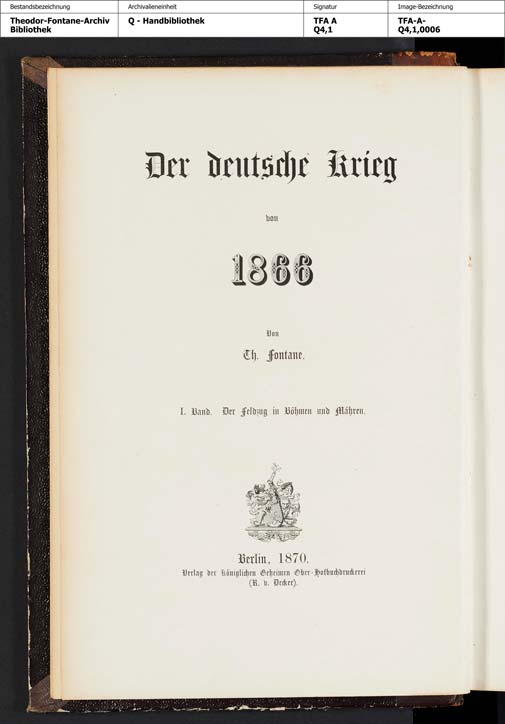 Bestandsbezeichnung Archivalieneinheit Signatur Image-Bezeichnung
Theodor-Fontane-Archiv Q - Handbibliothek TFA A TFA-A-
Bibliothek Q4,1 Q4,1,0006
Der deutsche Krieg
von
1866
Von
Th. Fontane.
I. Band. Der Feldzug in Böhmen und Mähren.
Berlin, 1870.
Verlag der Königlichen Geheimen Ober-Hofbuchdruckerei
(R. v. Decker).